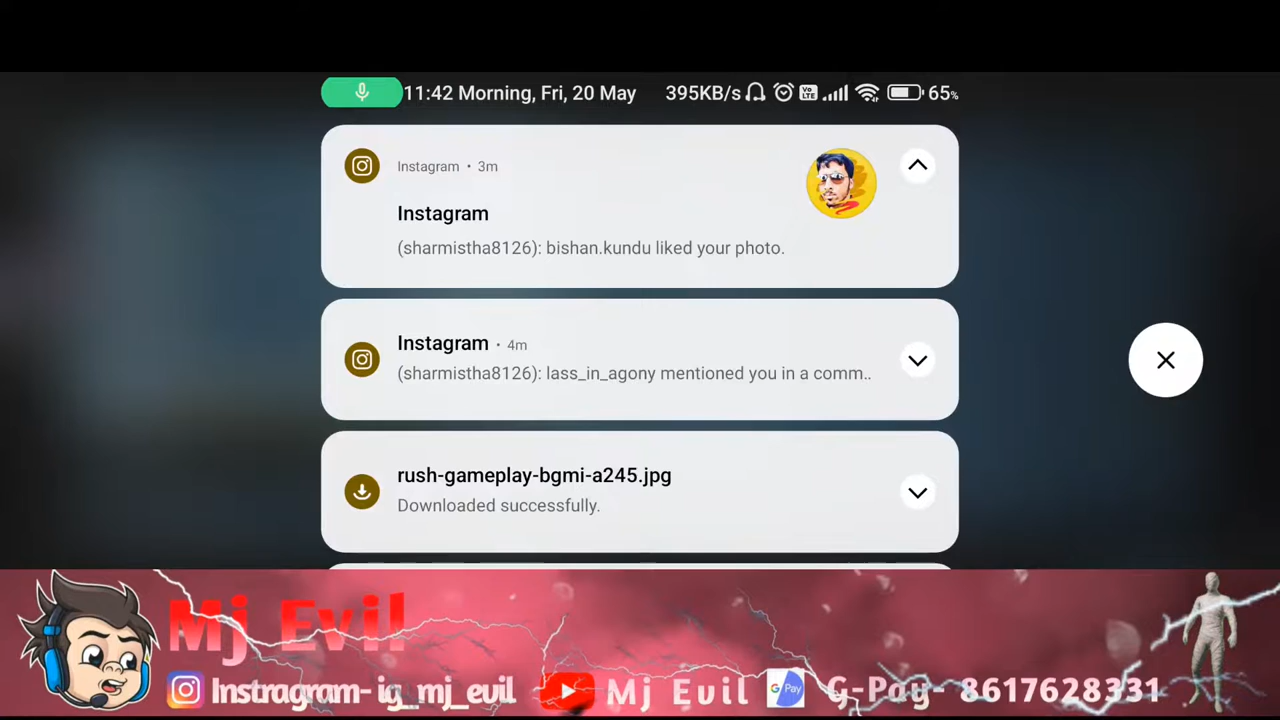 11:42 Morning, Fri, 20 May 395KB/s Vo LTE 65%
Instagram • 3m
Instagram
(sharmistha8126): bishan.kundu liked your photo.
Instagram • 4m
(sharmistha8126): lass_in_agony mentioned you in a comm..
rush-gameplay-bgmi-a245.jpg
Downloaded successfully.
Mj Evil
Instragram-ig_mj_evil Mj Evil G Pay G-Pay- 8617628331